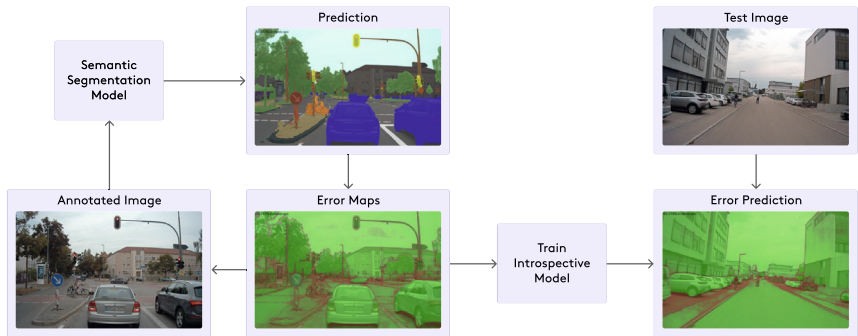 Prediction
Test Image
Semantic
Segmentation
Model
Annotated Image
Error Maps
Error Prediction
Train
Introspective
Model